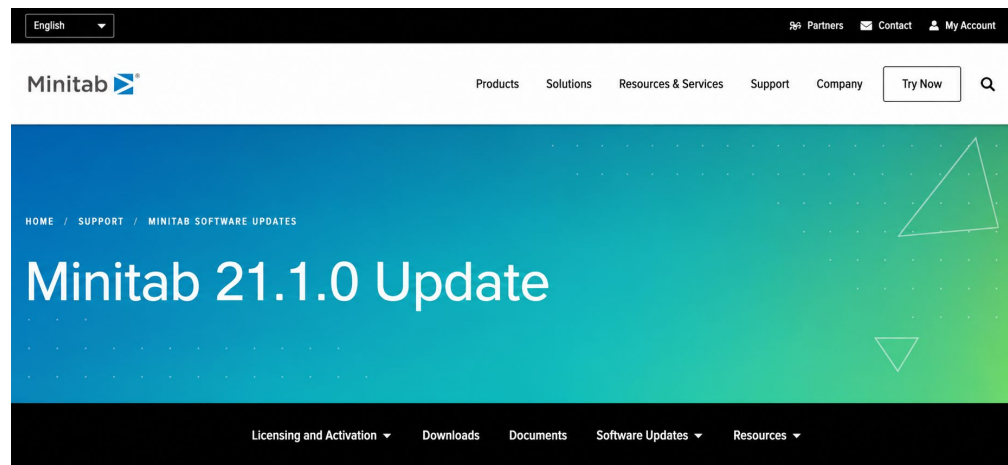 English
Partners Contact My Account
Minitab
Products Solutions Resources & Services Support Company Try Now
HOME / SUPPORT / MINITAB SOFTWARE UPDATES
Minitab 21.1.0 Update
Licensing and Activation Downloads Documents Software Updates Resources